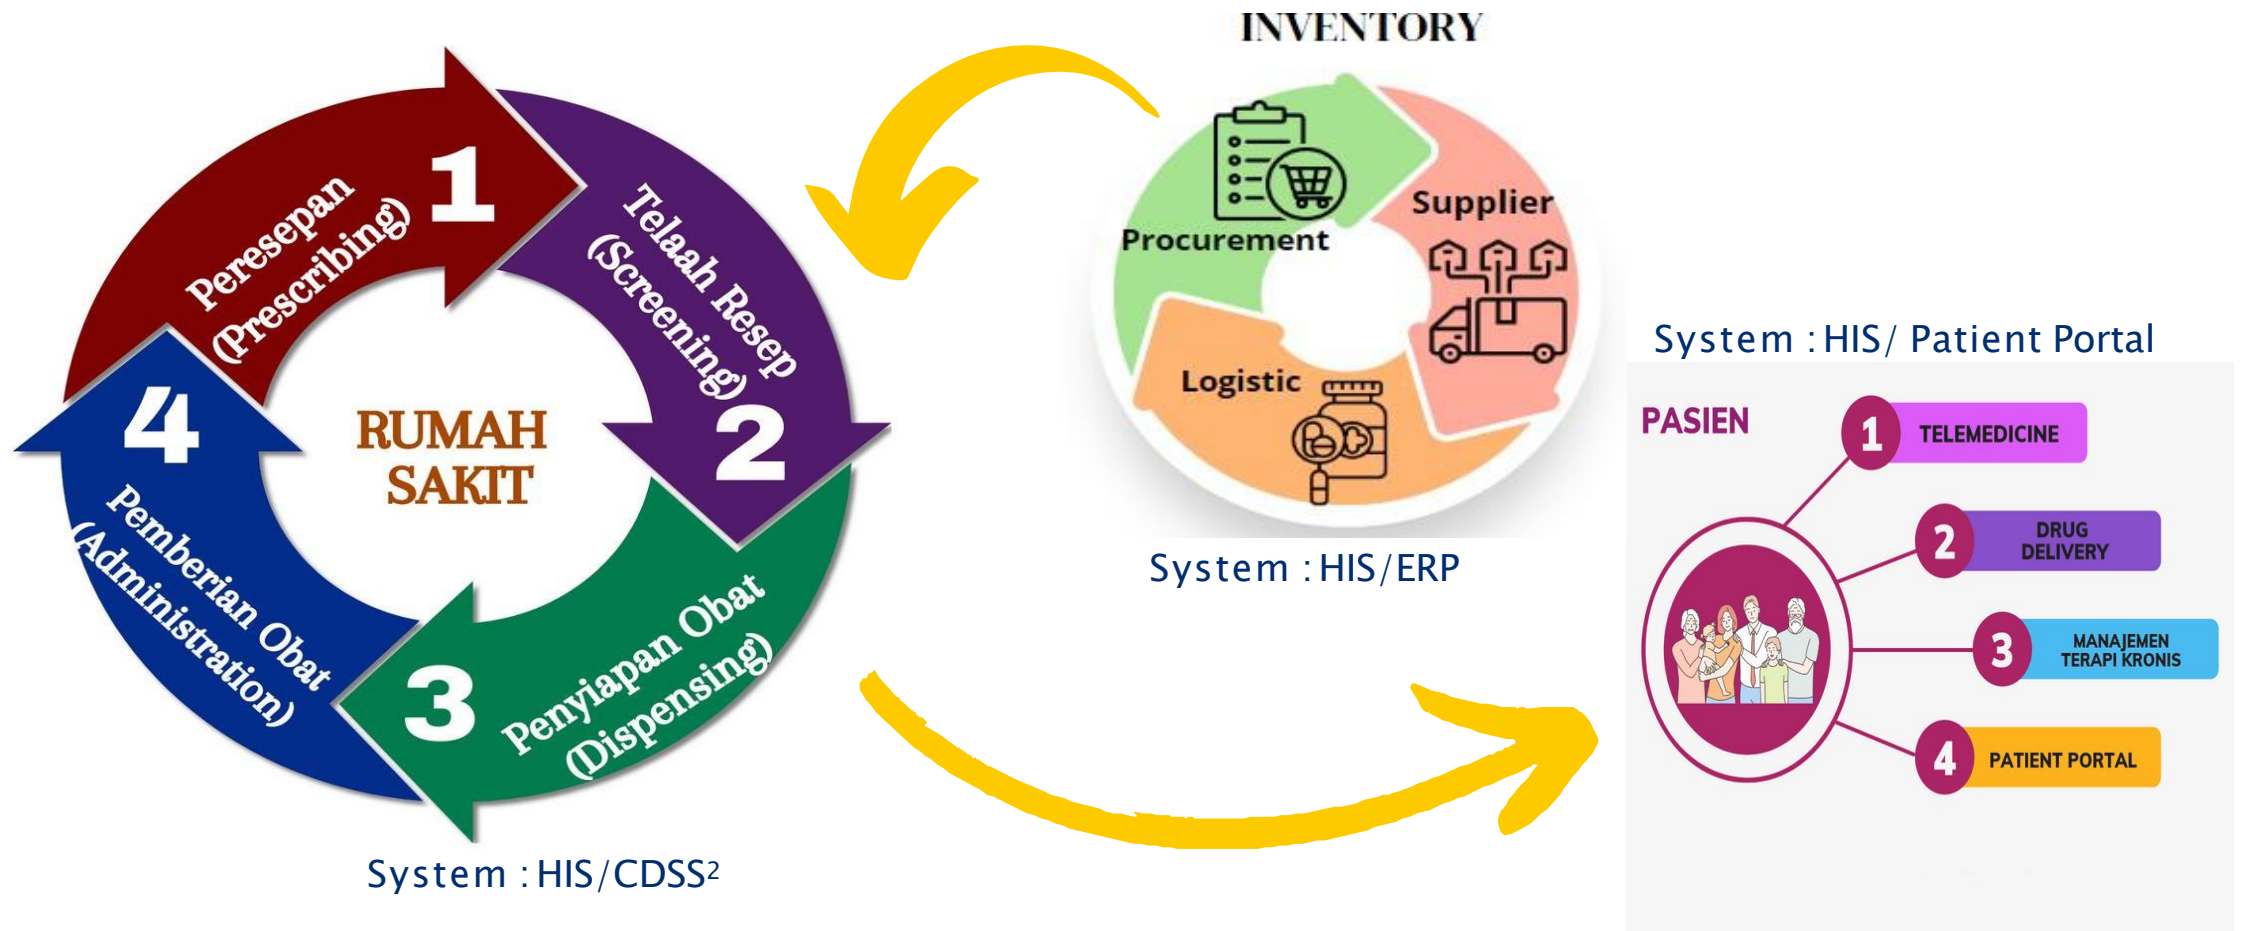 1
Peresepan
(Prescribing)
Telaah Resep
(Screening)
2
3
Penyiapan Obat
(Dispensing)
4
Pemberian Obat
(Administration)
RUMAH
SAKIT
System : HIS/CDSS²
INVENTORY
Procurement
Supplier
Logistic
System : HIS/ERP
System : HIS/ Patient Portal
PASIEN
1
TELEMEDICINE
2
DRUG
DELIVERY
3
MANAJEMEN
TERAPI KRONIS
4
PATIENT PORTAL